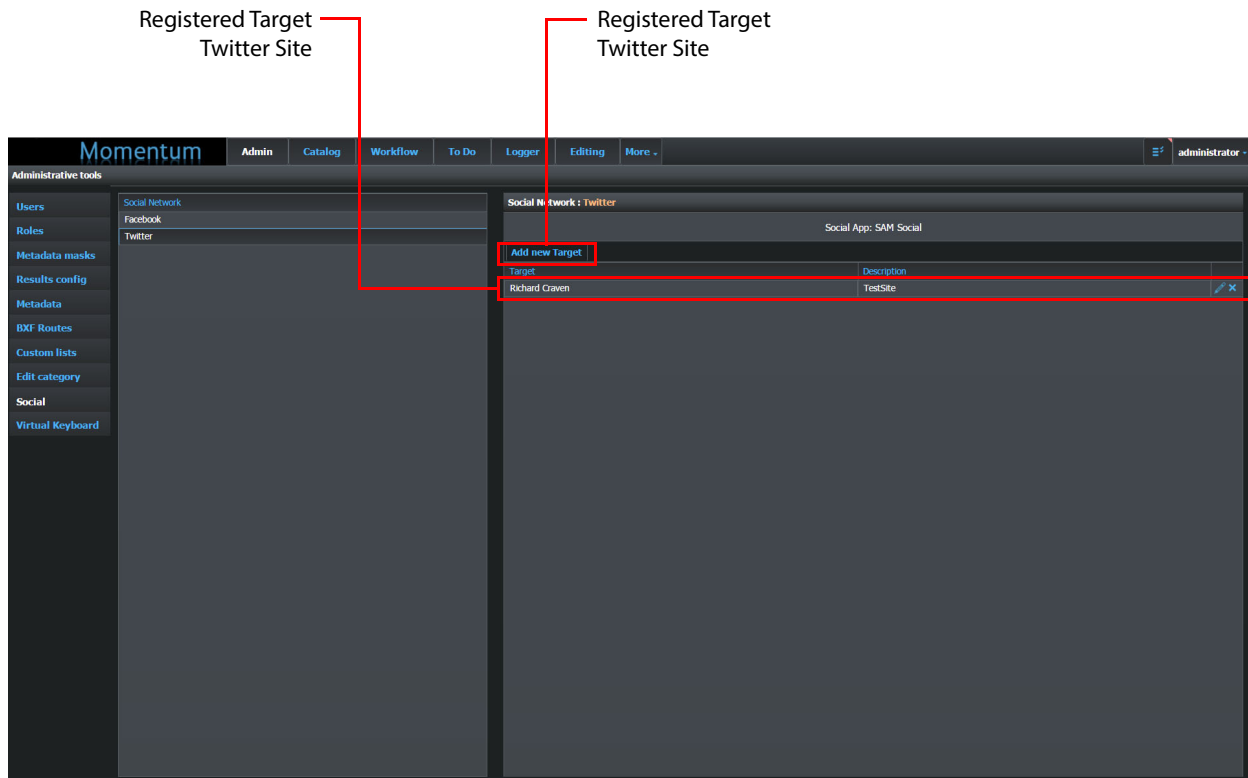 Registered Target
Twitter Site
Registered Target
Twitter Site
Momentum Admin Catalog Workflow To Do Logger Editing More administrator
Administrative tools
Users
Roles
Metadata masks
Results config
Metadata
BXF Routes
Custom lists
Edit category
Social
Virtual Keyboard
Social Network
Facebook
Twitter
Social Network : Twitter
Social App: SAM Social
Add new Target
Target Description
Richard Craven TestSite